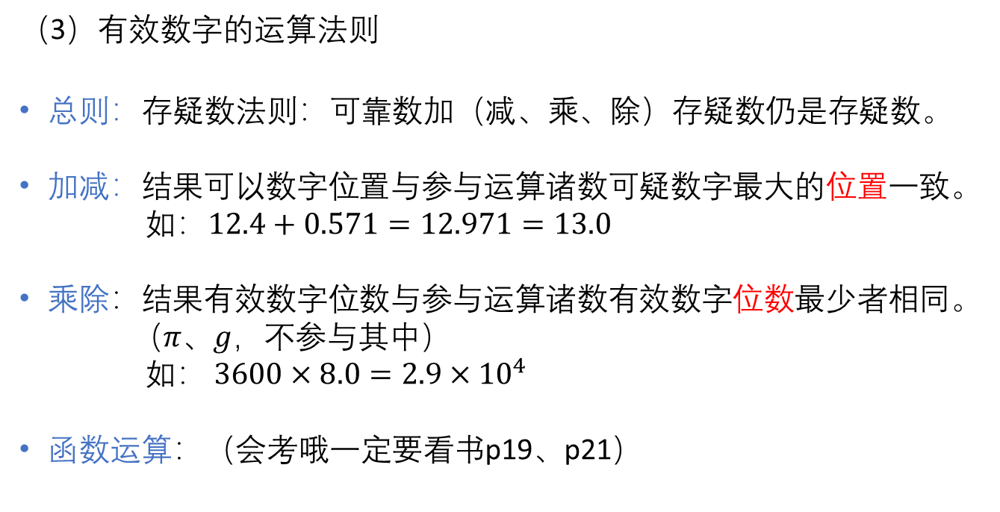 （3）有效数字的运算法则
• 总则：存疑数法则：可靠数加（减、乘、除）存疑数仍是存疑数。
• 加减：结果可以数字位置与参与运算诸数可疑数字最大的位置一致。
如：12.4 + 0.571 = 12.971 = 13.0
• 乘除：结果有效数字位数与参与运算诸数有效数字位数最少者相同。
（π、g，不参与其中）
如： 3600 × 8.0 = 2.9 × 10⁴
• 函数运算：（会考哦一定要看书p19、p21）